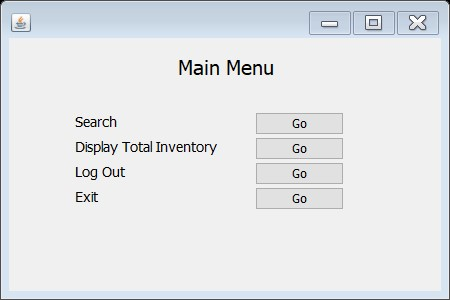 Main Menu
Search Go
Display Total Inventory Go
Log Out Go
Exit Go